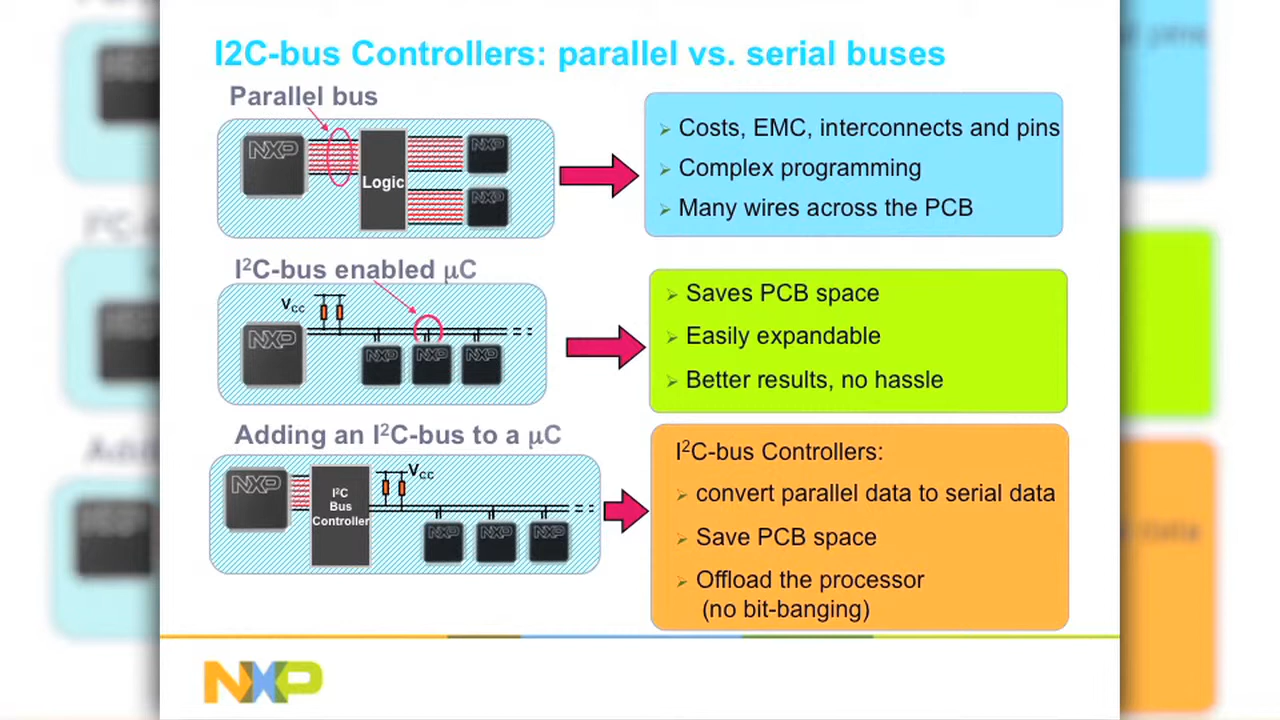 I2C-bus Controllers: parallel vs. serial buses
Parallel bus
NXP
Logic
NXP
NXP
Costs, EMC, interconnects and pins
Complex programming
Many wires across the PCB
I²C-bus enabled µC
VCC
NXP
NXP
NXP
NXP
Saves PCB space
Easily expandable
Better results, no hassle
Adding an I²C-bus to a µC
VCC
NXP
I²C
Bus
Controller
NXP
NXP
NXP
I²C-bus Controllers:
convert parallel data to serial data
Save PCB space
Offload the processor
(no bit-banging)
NXP